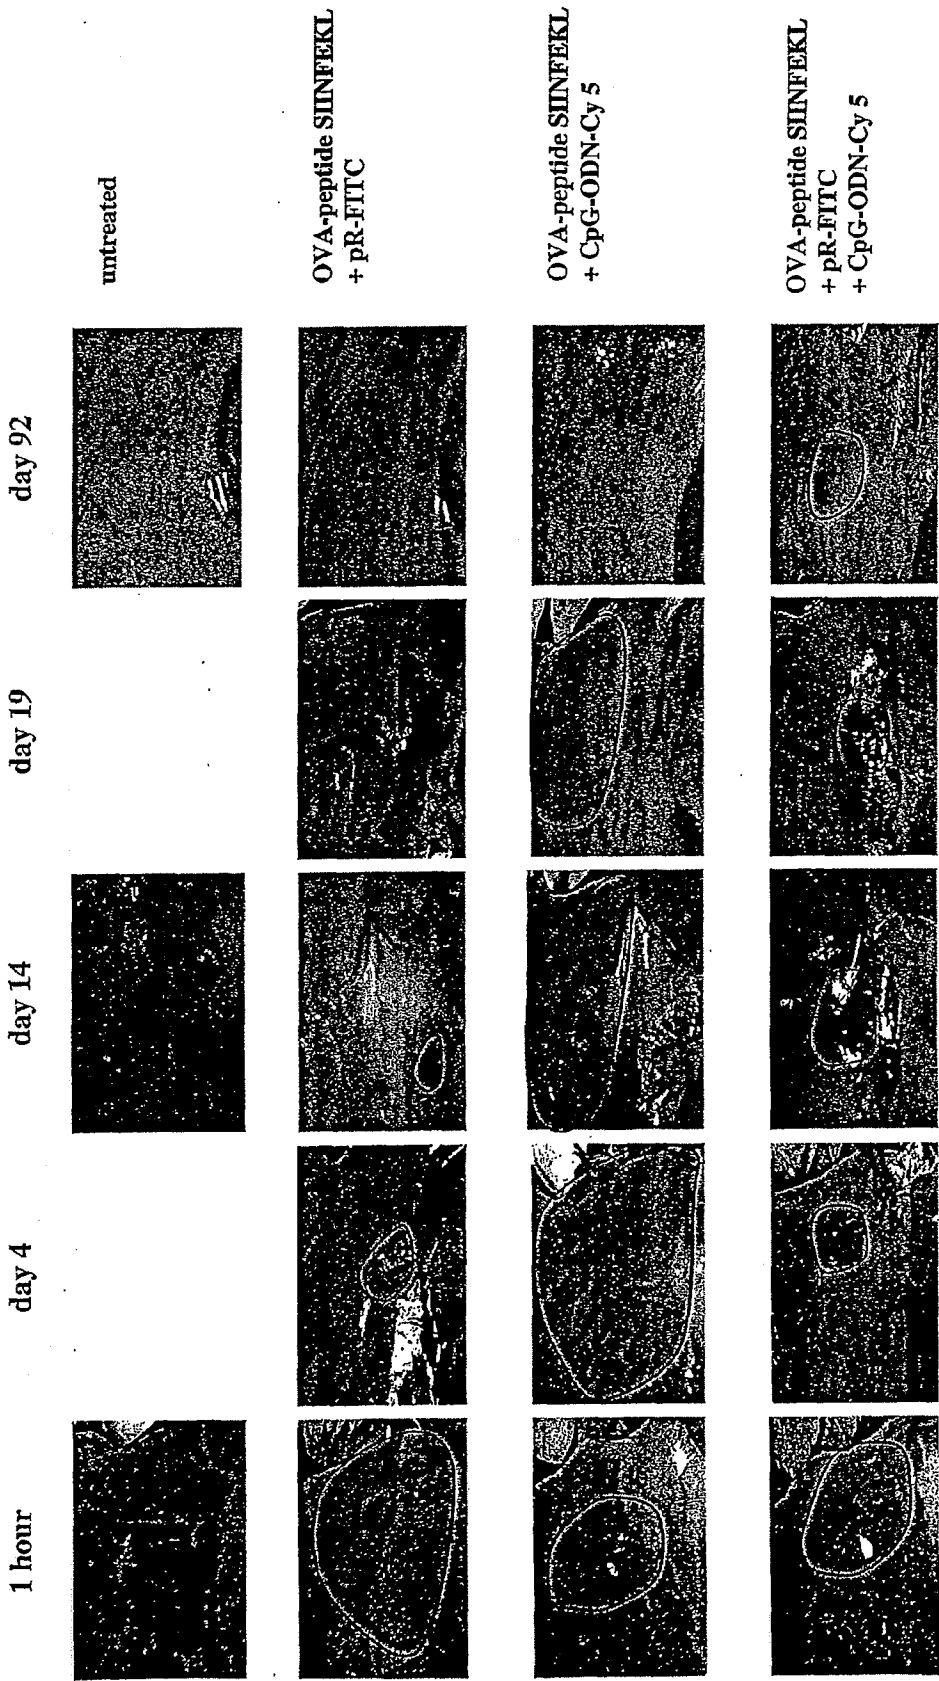 1 hour
day 4
day 14
day 19
day 92
untreated
OVA-peptide SIINFEKL
+ pR-FITC
OVA-peptide SIINFEKL
+ CpG-ODN-Cy 5
OVA-peptide SIINFEKL
+ pR-FITC
+ CpG-ODN-Cy 5